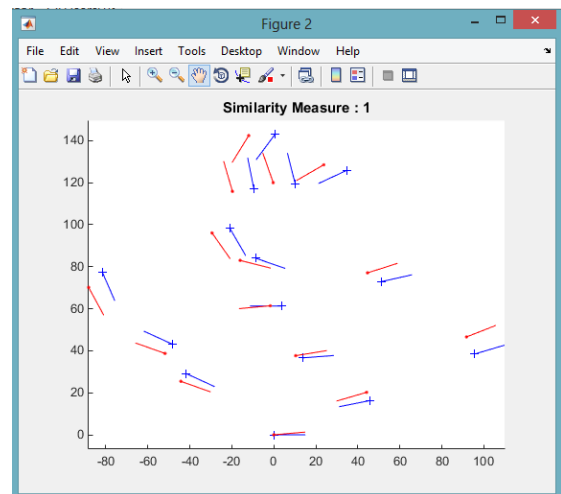 Figure 2
File Edit View Insert Tools Desktop Window Help
Similarity Measure : 1
140
120
100
80
60
40
20
0
-80 -60 -40 -20 0 20 40 60 80 100